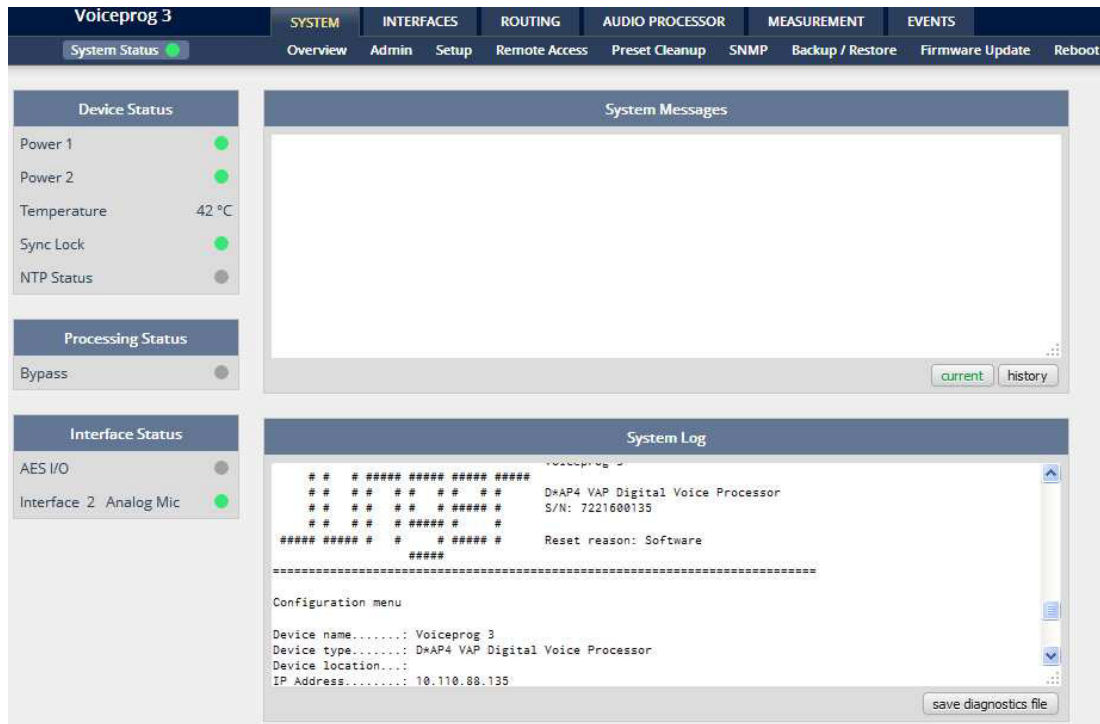 Voiceprog 3
SYSTEM INTERFACES ROUTING AUDIO PROCESSOR MEASUREMENT EVENTS
System Status
Overview Admin Setup Remote Access Preset Cleanup SNMP Backup / Restore Firmware Update Reboot
Device Status
Power 1
Power 2
Temperature 42 °C
Sync Lock
NTP Status
Processing Status
Bypass
Interface Status
AES I/O
Interface 2 Analog Mic
System Messages
current history
System Log
Voiceprog 3
# # # ##### ##### ##### #####
# # # # # # # # # # D*AP4 VAP Digital Voice Processor
# # # # # # # ##### # S/N: 7221600135
# # # # # ##### # #
##### ##### # # # ##### # Reset reason: Software
#####
============================================================================
Configuration menu
Device name.......: Voiceprog 3
Device type.......: D*AP4 VAP Digital Voice Processor
Device location...:
IP Address........: 10.110.88.135
save diagnostics file